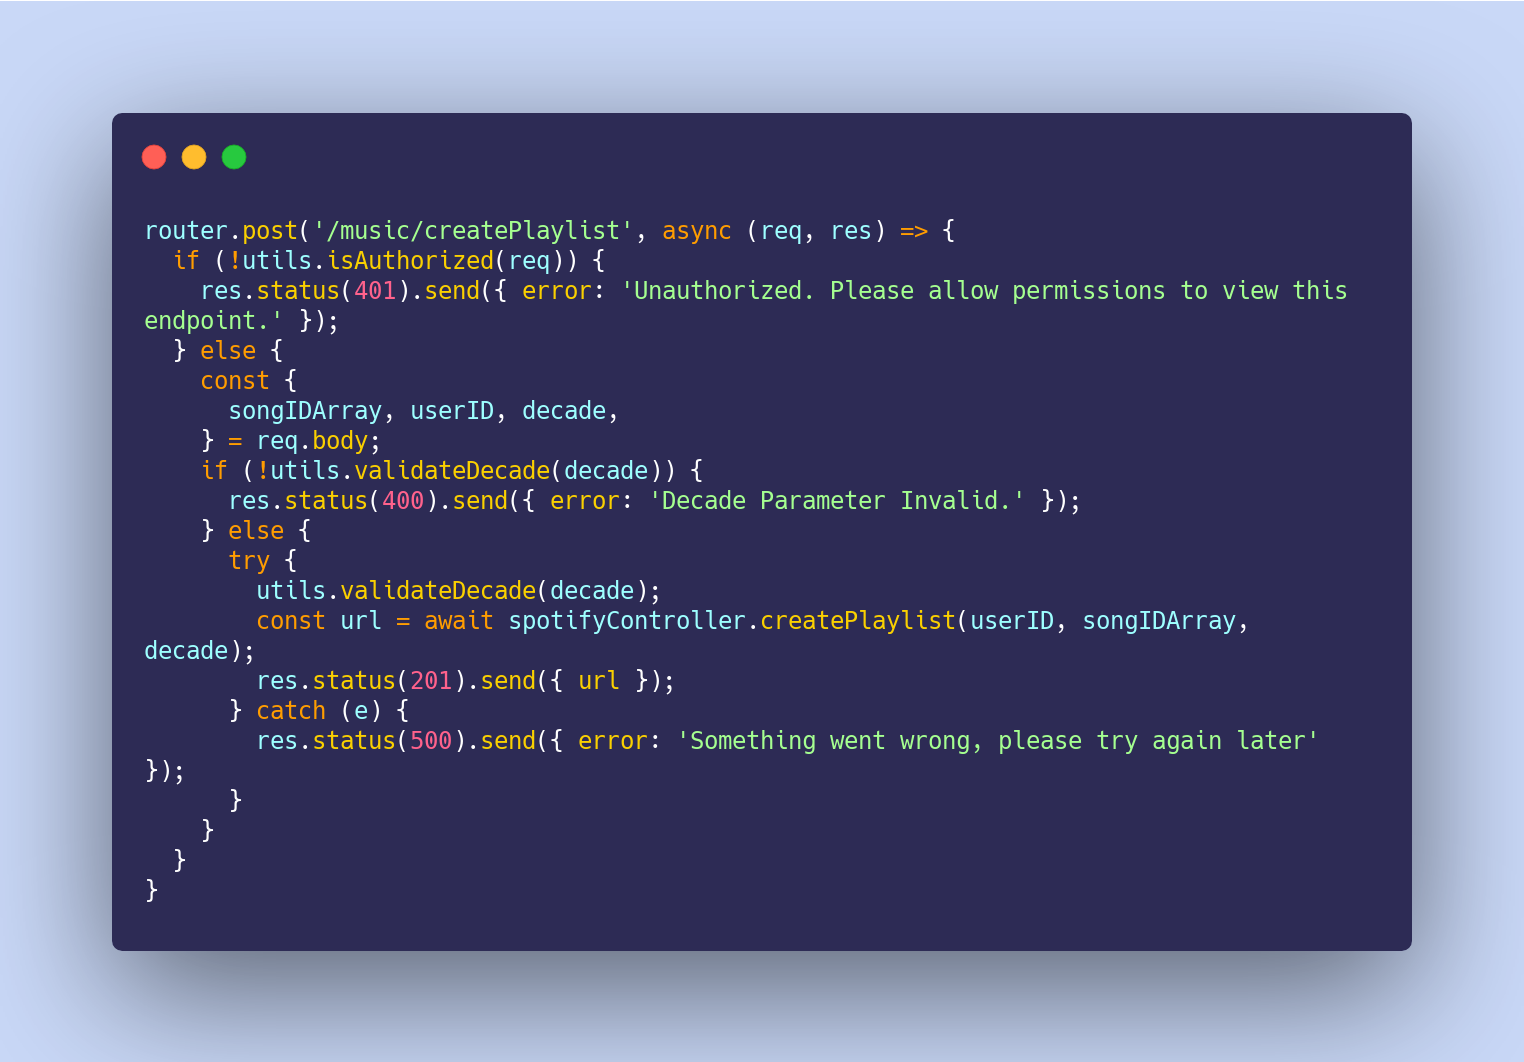 router.post('/music/createPlaylist', async (req, res) => {
  if (!utils.isAuthorized(req)) {
    res.status(401).send({ error: 'Unauthorized. Please allow permissions to view this
endpoint.' });
  } else {
    const {
      songIDArray, userID, decade,
    } = req.body;
    if (!utils.validateDecade(decade)) {
      res.status(400).send({ error: 'Decade Parameter Invalid.' });
    } else {
      try {
        utils.validateDecade(decade);
        const url = await spotifyController.createPlaylist(userID, songIDArray,
decade);
        res.status(201).send({ url });
      } catch (e) {
        res.status(500).send({ error: 'Something went wrong, please try again later'
});
      }
    }
  }
}